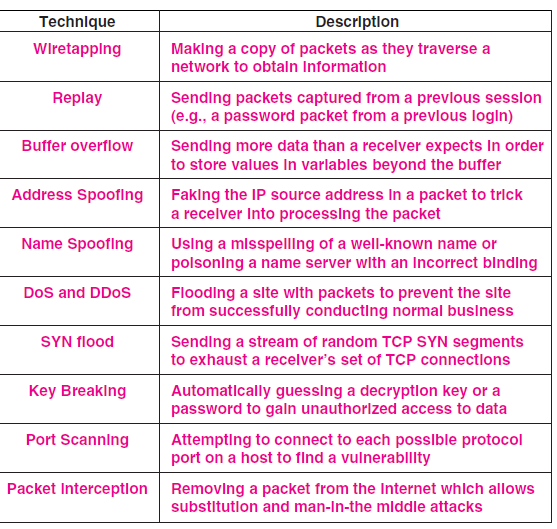 Technique Description
Wiretapping Making a copy of packets as they traverse a
network to obtain information
Replay Sending packets captured from a previous session
(e.g., a password packet from a previous login)
Buffer overflow Sending more data than a receiver expects in order
to store values in variables beyond the buffer
Address Spoofing Faking the IP source address in a packet to trick
a receiver into processing the packet
Name Spoofing Using a misspelling of a well-known name or
poisoning a name server with an incorrect binding
DoS and DDoS Flooding a site with packets to prevent the site
from successfully conducting normal business
SYN flood Sending a stream of random TCP SYN segments
to exhaust a receiver's set of TCP connections
Key Breaking Automatically guessing a decryption key or a
password to gain unauthorized access to data
Port Scanning Attempting to connect to each possible protocol
port on a host to find a vulnerability
Packet Interception Removing a packet from the Internet which allows
substitution and man-in-the middle attacks